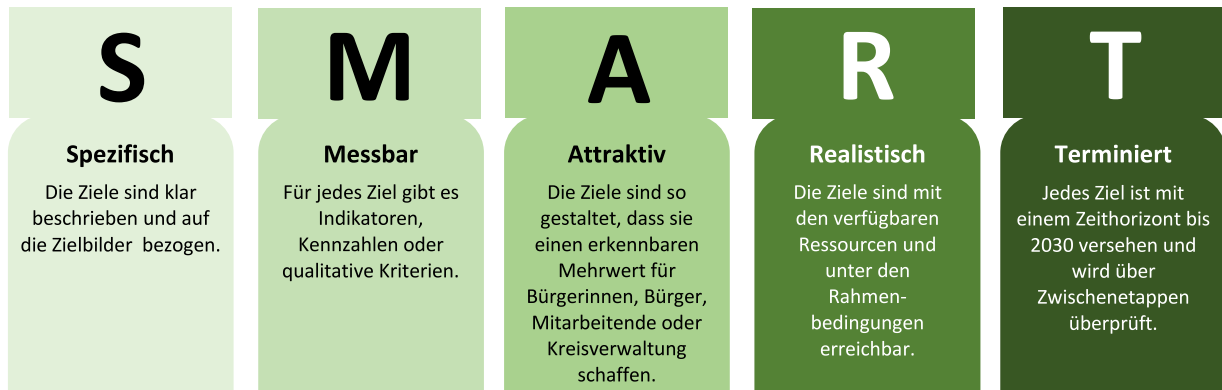 S
Spezifisch
Die Ziele sind klar
beschrieben und auf
die Zielbilder bezogen.
M
Messbar
Für jedes Ziel gibt es
Indikatoren,
Kennzahlen oder
qualitative Kriterien.
A
Attraktiv
Die Ziele sind so
gestaltet, dass sie
einen erkennbaren
Mehrwert für
Bürgerinnen, Bürger,
Mitarbeitende oder
Kreisverwaltung
schaffen.
R
Realistisch
Die Ziele sind mit
den verfügbaren
Ressourcen und
unter den
Rahmen-
bedingungen
erreichbar.
T
Terminiert
Jedes Ziel ist mit
einem Zeithorizont bis
2030 versehen und
wird über
Zwischenetappen
überprüft.